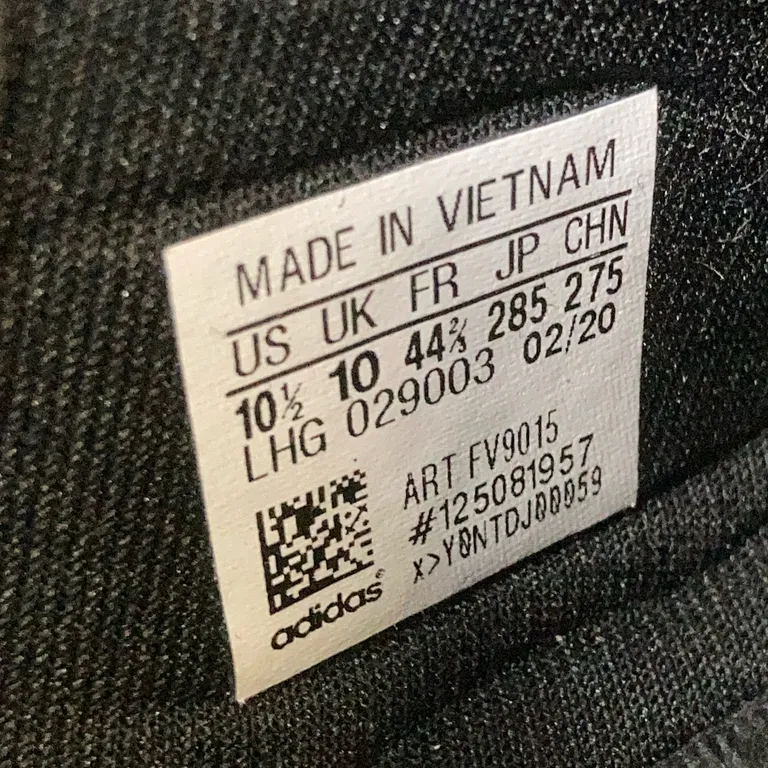 MADE IN VIETNAM
US UK FR JP CHN
10½ 10 44⅔ 285 275
LHG 029003 02/20
ART FV9015
#125081957
x>Y0NTDJ00059
adidas®